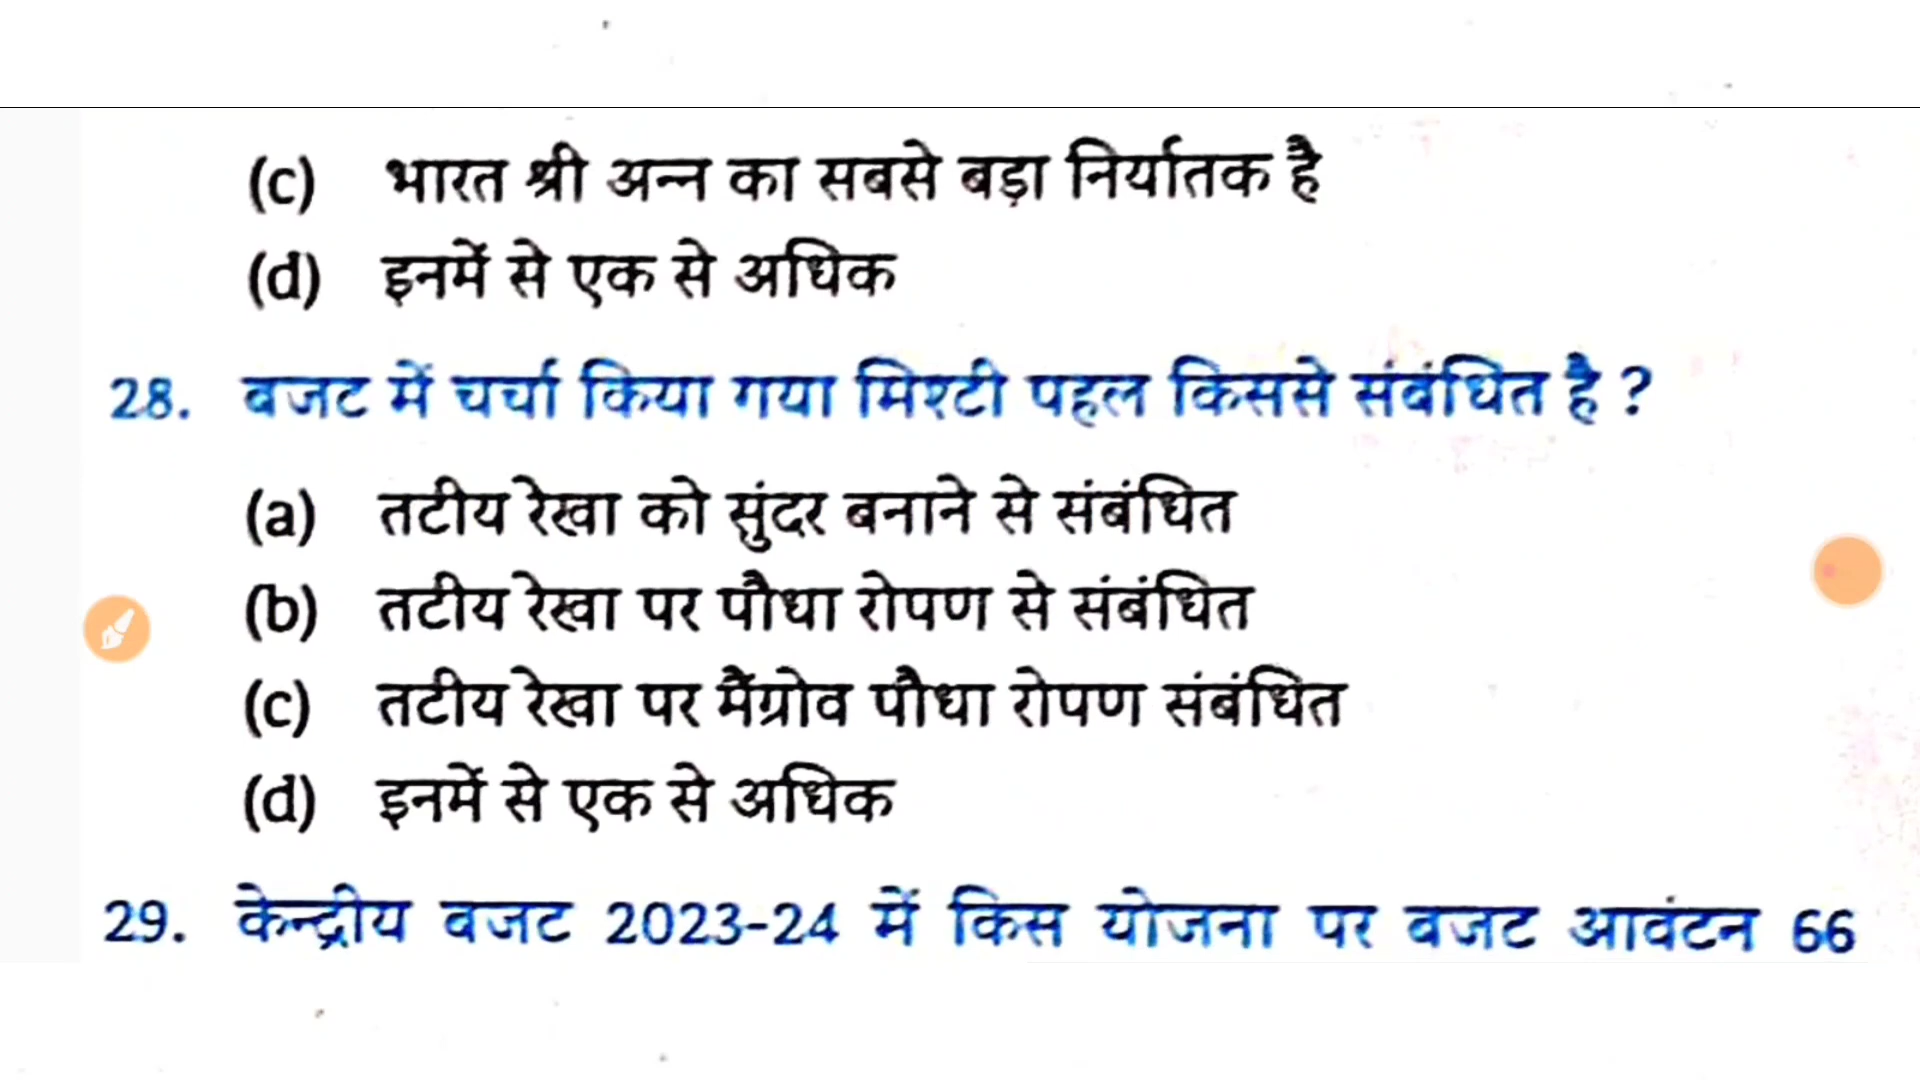 (c) भारत श्री अन्न का सबसे बड़ा निर्यातक है
(d) इनमें से एक से अधिक
28. बजट में चर्चा किया गया मिश्टी पहल किससे संबंधित है ?
(a) तटीय रेखा को सुंदर बनाने से संबंधित
(b) तटीय रेखा पर पौधा रोपण से संबंधित
(c) तटीय रेखा पर मैंग्रोव पौधा रोपण संबंधित
(d) इनमें से एक से अधिक
29. केन्द्रीय बजट 2023-24 में किस योजना पर बजट आवंटन 66